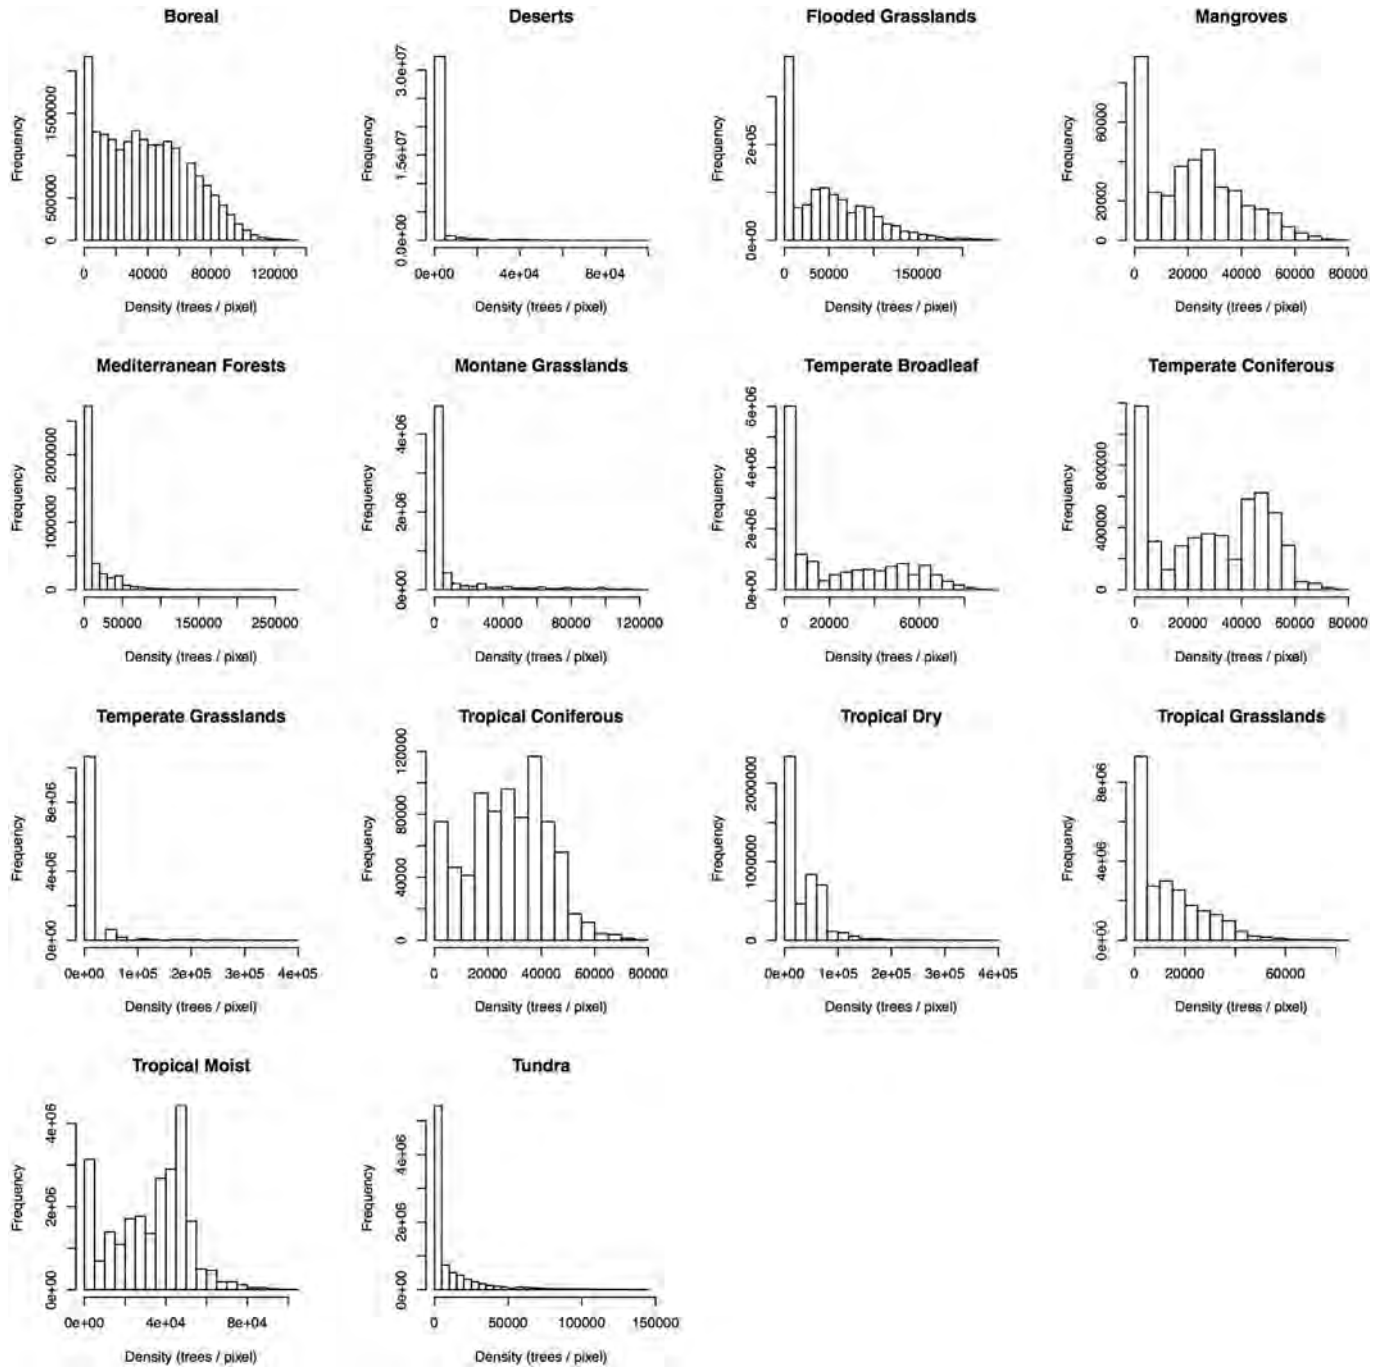 Boreal
Deserts
Flooded Grasslands
Mangroves
Frequency
0 500000 1500000
0 40000 80000 120000
Density (trees / pixel)
Frequency
0.0e+00 1.5e+07 3.0e+07
0e+00 4e+04 6e+04
Density (trees / pixel)
Frequency
0e+00 2e+05
0 50000 150000
Density (trees / pixel)
Frequency
0 20000 60000
0 20000 40000 60000 80000
Density (trees / pixel)
Mediterranean Forests
Montane Grasslands
Temperate Broadleaf
Temperate Coniferous
Frequency
0 1000000 2000000
0 50000 150000 250000
Density (trees / pixel)
Frequency
0e+00 2e+06 4e+06
0 40000 80000 120000
Density (trees / pixel)
Frequency
0e+00 2e+06 4e+06 6e+06
0 20000 60000
Density (trees / pixel)
Frequency
0 400000 800000
0 20000 40000 60000 80000
Density (trees / pixel)
Temperate Grasslands
Tropical Coniferous
Tropical Dry
Tropical Grasslands
Frequency
0e+00 4e+06 8e+06
0e+00 1e+05 2e+05 3e+05 4e+05
Density (trees / pixel)
Frequency
0 40000 80000 120000
0 20000 40000 60000 80000
Density (trees / pixel)
Frequency
0 1000000 2000000
0e+00 1e+05 2e+05 3e+05 4e+05
Density (trees / pixel)
Frequency
0e+00 4e+06 8e+06
0 20000 60000
Density (trees / pixel)
Tropical Moist
Tundra
Frequency
0e+00 2e+06 4e+06
0e+00 4e+04 8e+04
Density (trees / pixel)
Frequency
0e+00 2e+06 4e+06
0 50000 100000 150000
Density (trees / pixel)